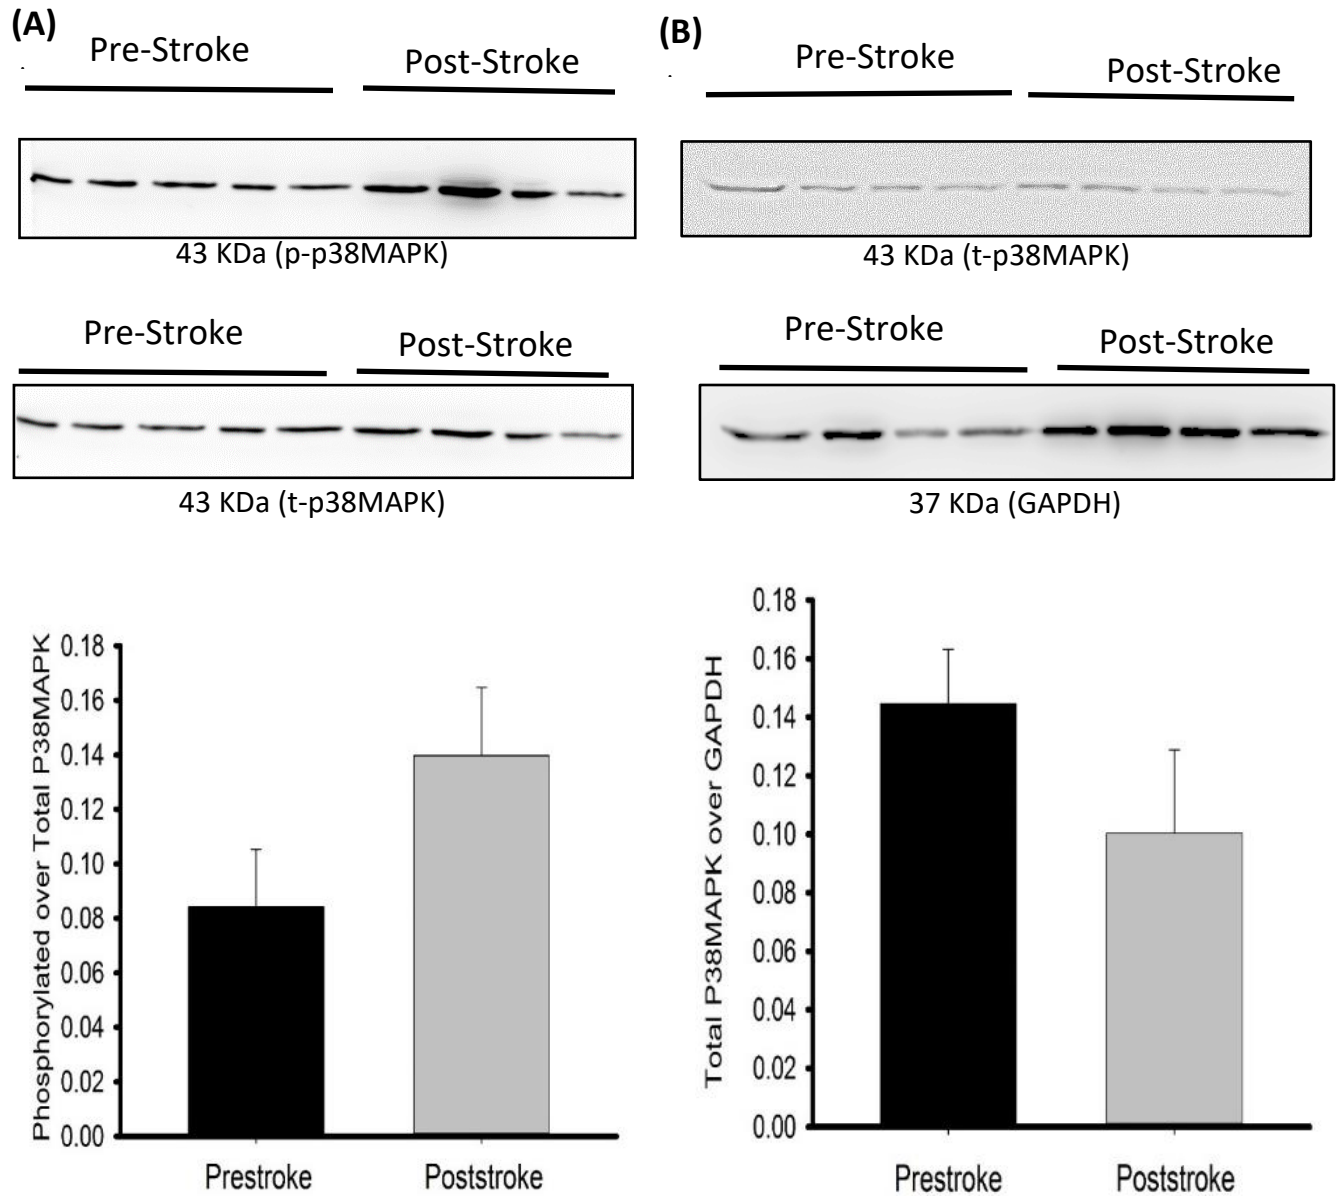 (A)
Pre-Stroke
Post-Stroke
43 KDa (p-p38MAPK)
Pre-Stroke
Post-Stroke
43 KDa (t-p38MAPK)
Phosphorylated over Total P38MAPK
0.18
0.16
0.14
0.12
0.10
0.08
0.06
0.04
0.02
0.00
Prestroke
Poststroke
(B)
Pre-Stroke
Post-Stroke
43 KDa (t-p38MAPK)
Pre-Stroke
Post-Stroke
37 KDa (GAPDH)
Total P38MAPK over GAPDH
0.18
0.16
0.14
0.12
0.10
0.08
0.06
0.04
0.02
0.00
Prestroke
Poststroke